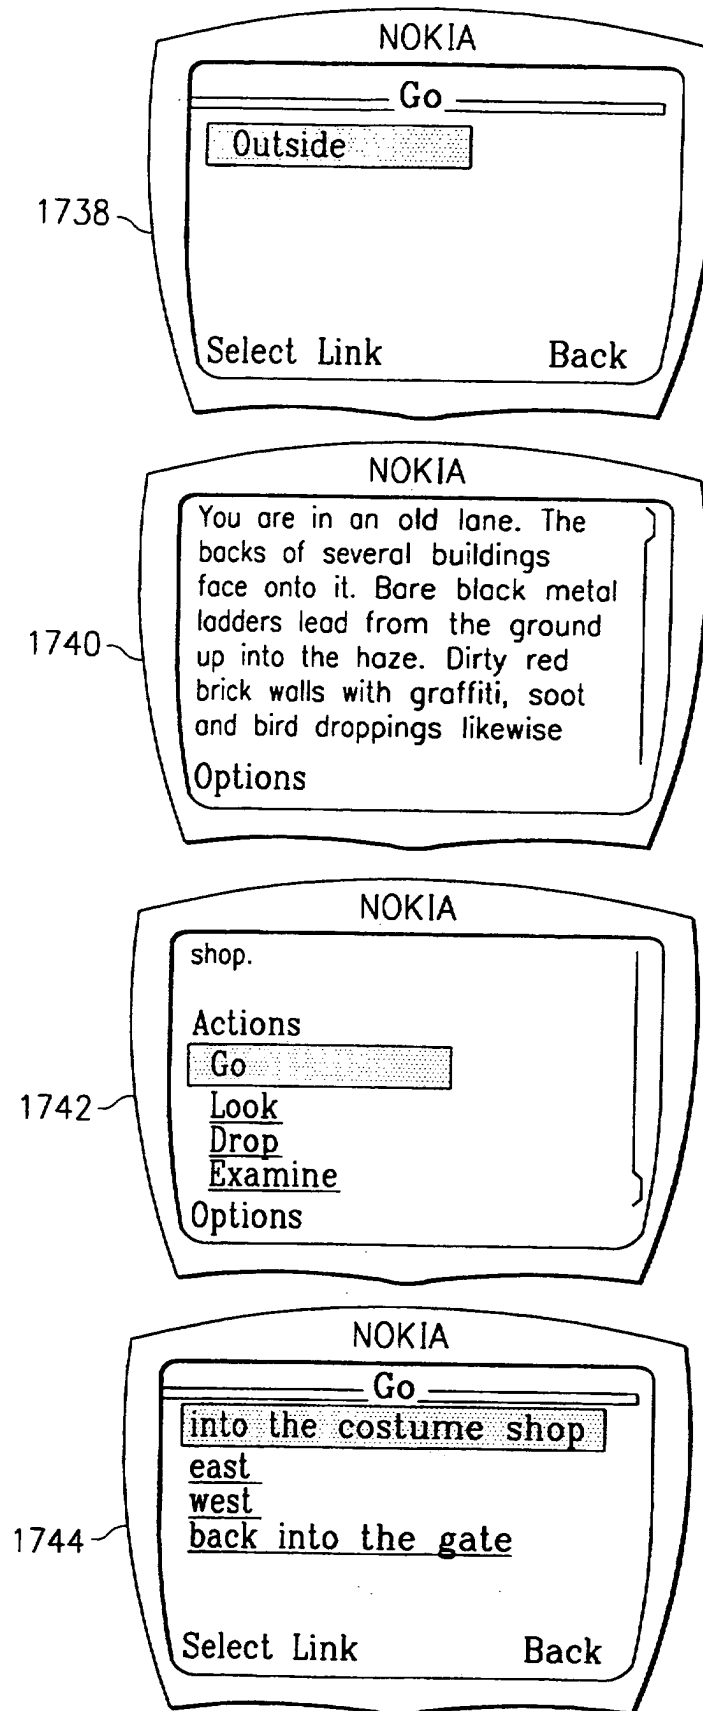 NOKIA
Go
Outside
1738
Select Link Back
NOKIA
You are in an old lane. The
backs of several buildings
face onto it. Bare black metal
ladders lead from the ground
1740
up into the haze. Dirty red
brick walls with graffiti, soot
and bird droppings likewise
Options
NOKIA
shop.
Actions
Go
1742
Look
Drop
Examine
Options
NOKIA
Go
into the costume shop
east
west
1744
back into the gate
Select Link Back